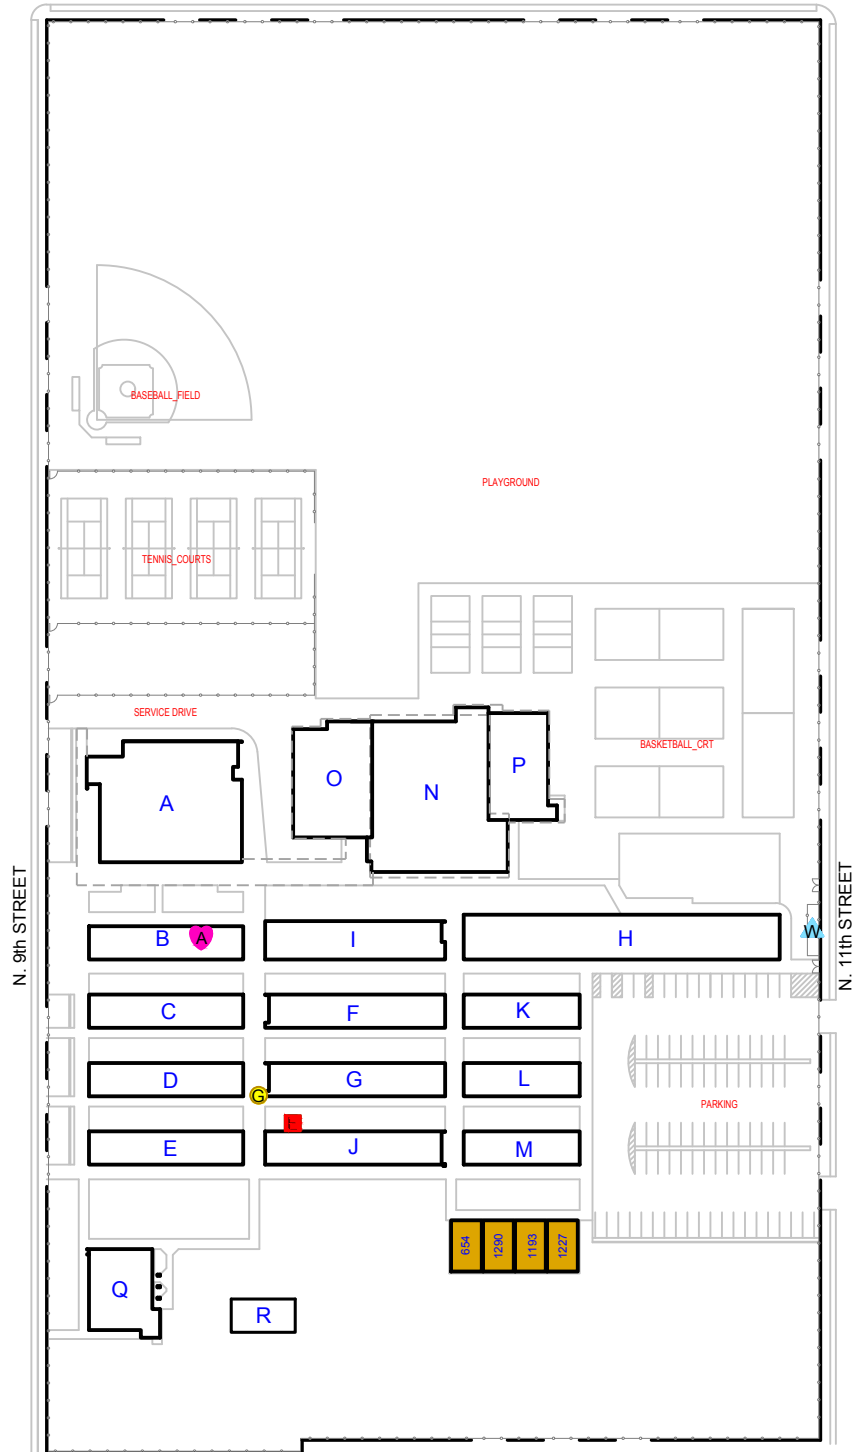 BASEBALL_FIELD
PLAYGROUND
TENNIS_COURTS
SERVICE DRIVE
BASKETBALL_CRT
A
O
N
P
N. 9th STREET
N. 11th STREET
B
A
I
H
W
C
F
K
D
G
G
L
PARKING
F
E
J
M
654
1290
1193
1227
Q
R